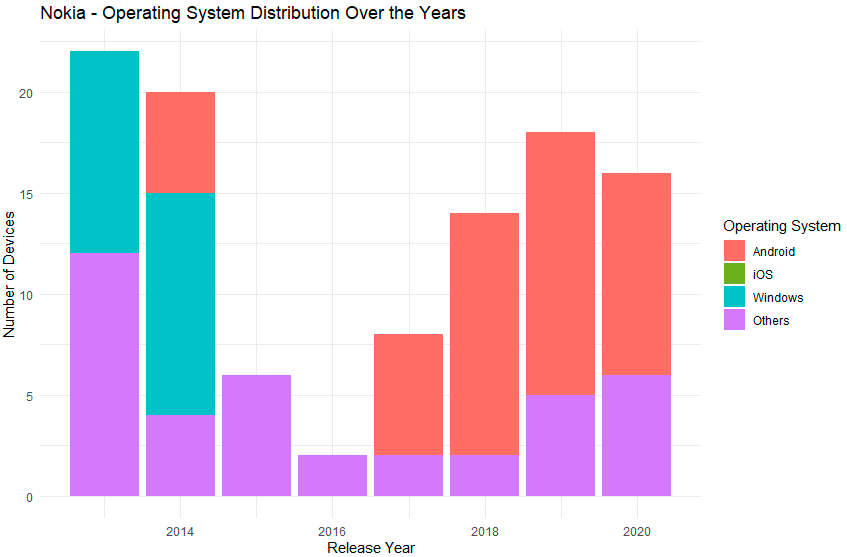 Nokia - Operating System Distribution Over the Years
Number of Devices
20
15
10
5
0
2014
2016
2018
2020
Release Year
Operating System
Android
iOS
Windows
Others